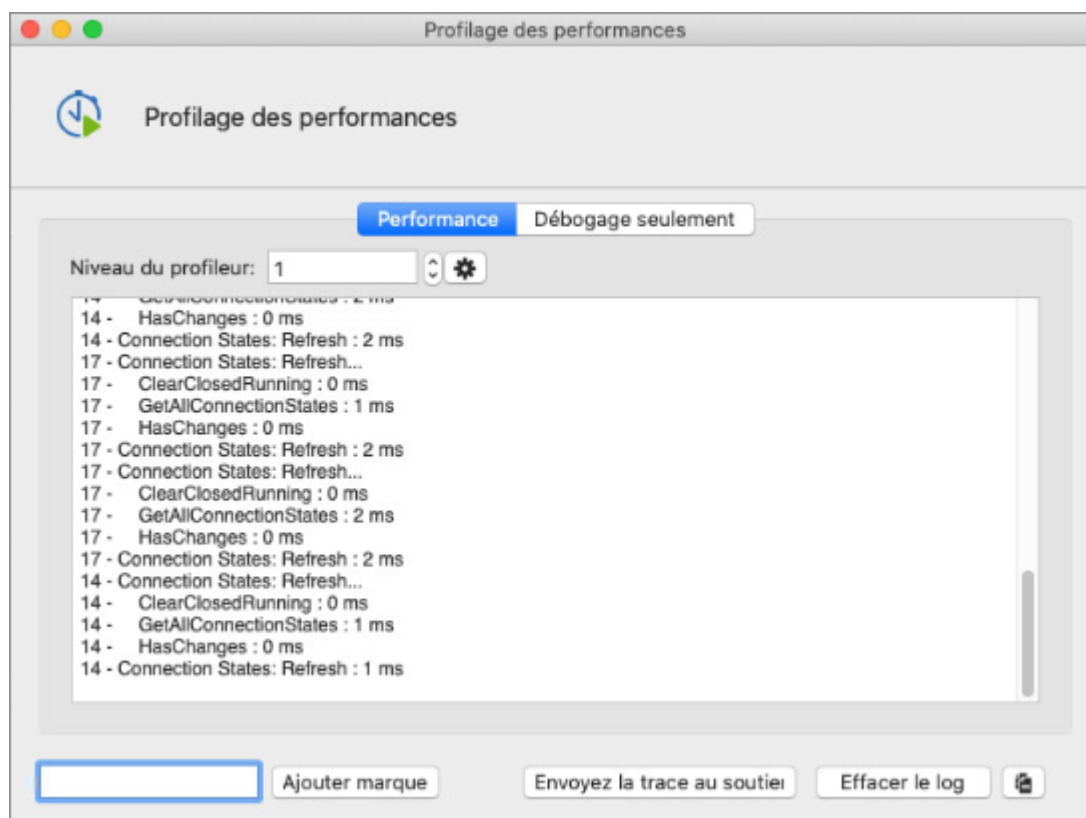 Profilage des performances
Profilage des performances
Performance Débogage seulement
Niveau du profileur: 1
14 - GetAllConnectionStates : 2 ms
14 - HasChanges : 0 ms
14 - Connection States: Refresh : 2 ms
17 - Connection States: Refresh...
17 - ClearClosedRunning : 0 ms
17 - GetAllConnectionStates : 1 ms
17 - HasChanges : 0 ms
17 - Connection States: Refresh : 2 ms
17 - Connection States: Refresh...
17 - ClearClosedRunning : 0 ms
17 - GetAllConnectionStates : 2 ms
17 - HasChanges : 0 ms
17 - Connection States: Refresh : 2 ms
14 - Connection States: Refresh...
14 - ClearClosedRunning : 0 ms
14 - GetAllConnectionStates : 1 ms
14 - HasChanges : 0 ms
14 - Connection States: Refresh : 1 ms
Ajouter marque Envoyez la trace au soutie Effacer le log